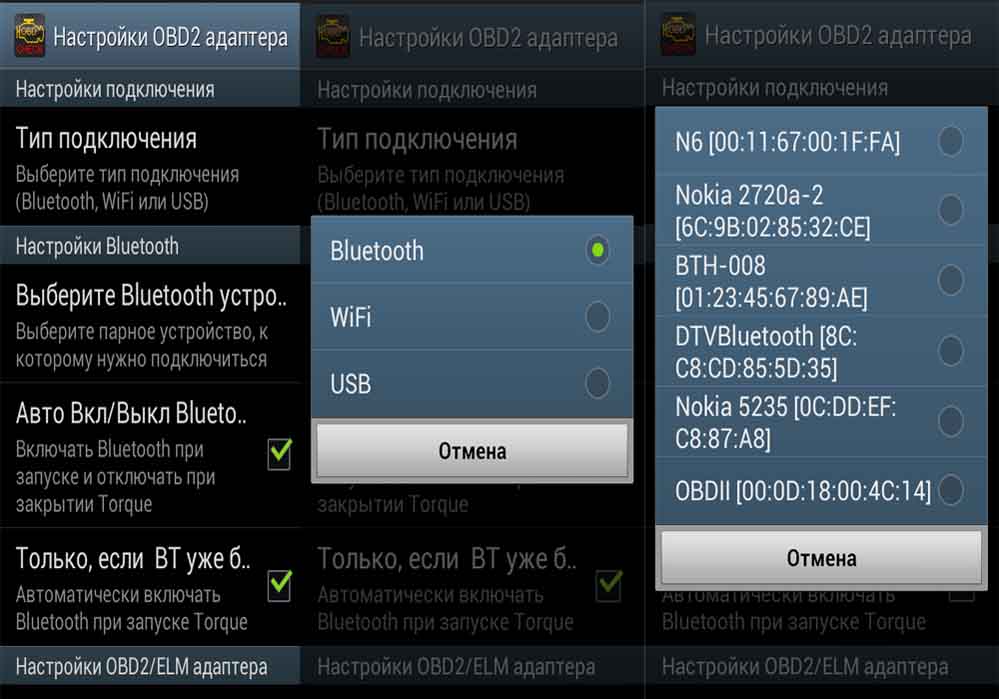 Настройки OBD2 адаптера
Настройки подключения
Тип подключения
Выберите тип подключения
(Bluetooth, WiFi или USB)
Настройки Bluetooth
Выберите Bluetooth устро..
Выберите парное устройство, к
которому нужно подключиться
Авто Вкл/Выкл Blueto..
Включать Bluetooth при
запуске и отключать при
закрытии Torque
Только, если BT уже б..
Автоматически включать
Bluetooth при запуске Torque
Настройки OBD2/ELM адаптера
Настройки OBD2 адаптера
Настройки подключения
Тип подключения
Выберите тип подключения
(Bluetooth, WiFi или USB)
Bluetooth
WiFi
USB
Отмена
закрытии Torque
Только, если BT уже б..
Автоматически включать
Bluetooth при запуске Torque
Настройки OBD2/ELM адаптера
Настройки OBD2 адаптера
Настройки подключения
N6 [00:11:67:00:1F:FA]
Nokia 2720a-2
[6C:9B:02:85:32:CE]
BTH-008
[01:23:45:67:89:AE]
DTVBluetooth [8C:
C8:CD:85:5D:35]
Nokia 5235 [0C:DD:EF:
C8:87:A8]
OBDII [00:0D:18:00:4C:14]
Отмена
Автоматически включать
Bluetooth при запуске Torque
Настройки OBD2/ELM адаптера